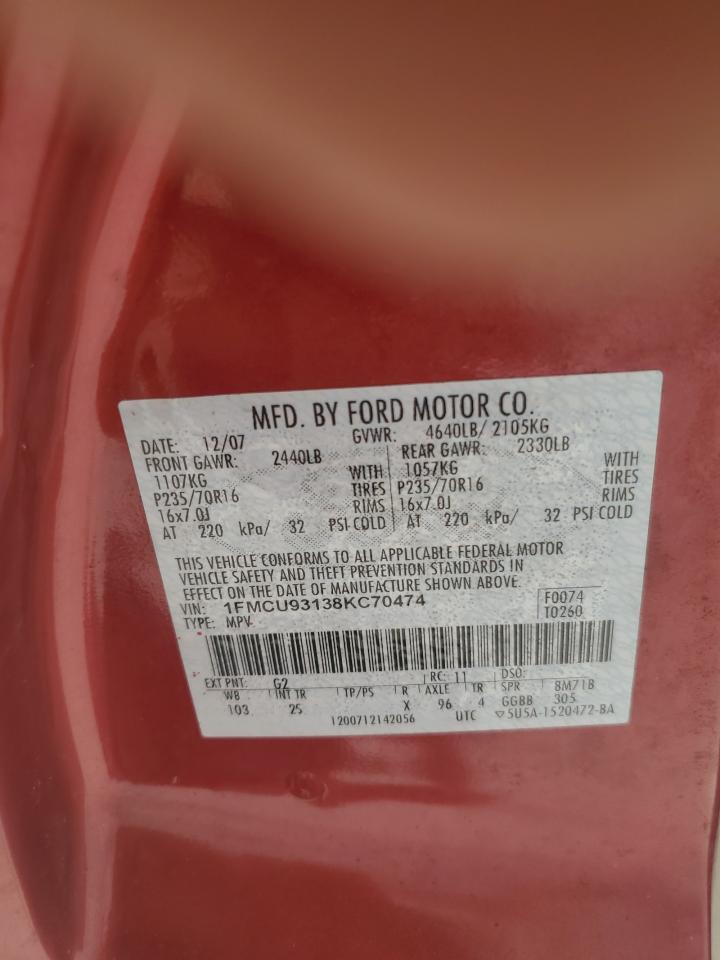 MFD. BY FORD MOTOR CO.
DATE: 12/07 GVWR: 4640LB/ 2105KG
FRONT GAWR: 2440LB REAR GAWR: 2330LB
1107KG WITH 1057KG WITH
P235/70R16 TIRES P235/70R16 TIRES
16x7.0J RIMS 16x7.0J RIMS
AT 220 kPa/ 32 PSI COLD AT 220 kPa/ 32 PSI COLD
THIS VEHICLE CONFORMS TO ALL APPLICABLE FEDERAL MOTOR
VEHICLE SAFETY AND THEFT PREVENTION STANDARDS IN
EFFECT ON THE DATE OF MANUFACTURE SHOWN ABOVE.
VIN: 1FMCU93138KC70474 F0074
TYPE: MPV T0260
EXT PNT: G2 RC: 11 DSO:
WB INT TR TP/PS R AXLE TR SPR 8M71B
103 25 X 96 4 GGBB 305
1200712142056 UTC ▽5U5A-1520472-BA